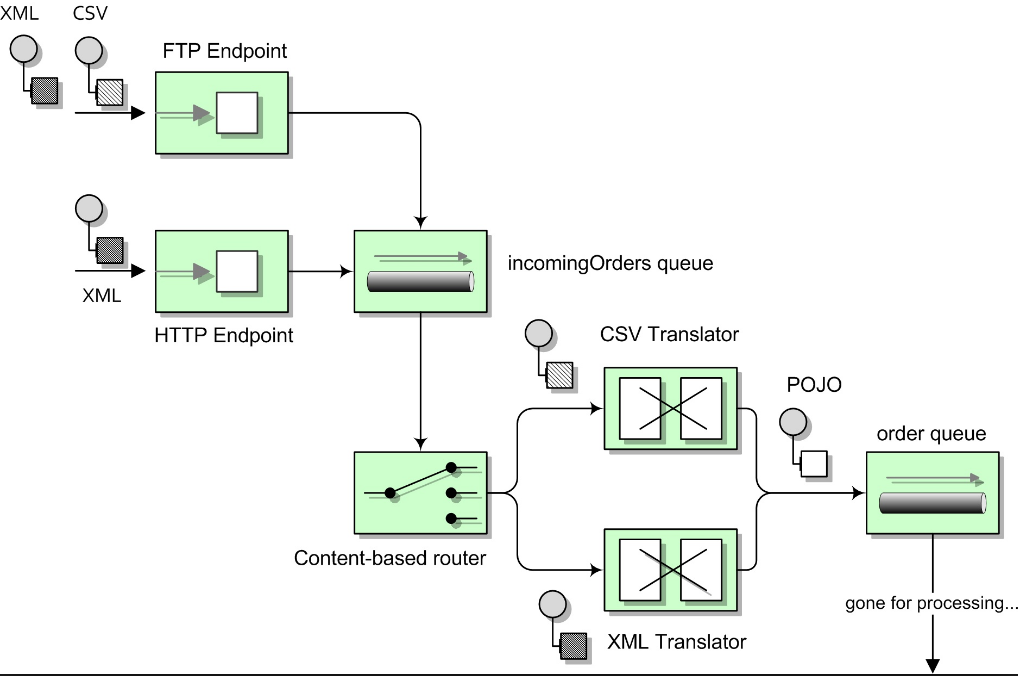 XML CSV
FTP Endpoint
XML
HTTP Endpoint
incomingOrders queue
CSV Translator
POJO
order queue
Content-based router
XML Translator
gone for processing...